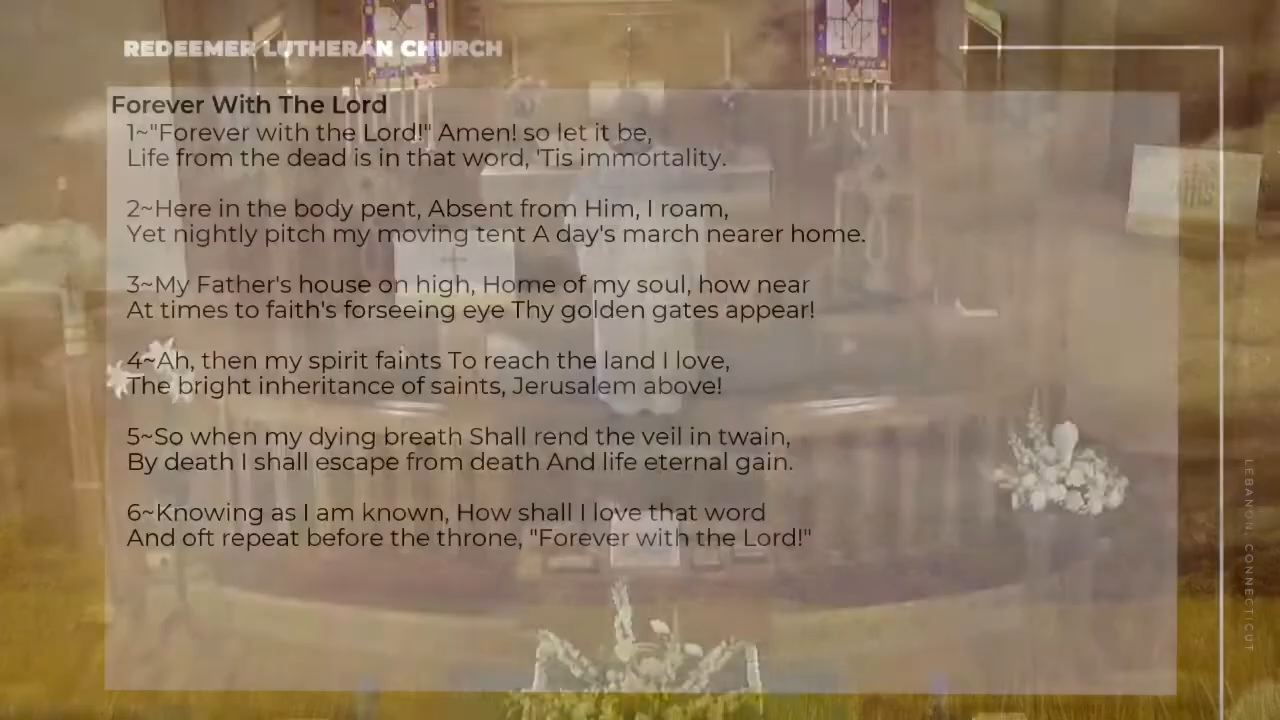 REDEEMER LUTHERAN CHURCH
Forever With The Lord
1~"Forever with the Lord!" Amen! so let it be,
Life from the dead is in that word, 'Tis immortality.
2~Here in the body pent, Absent from Him, I roam,
Yet nightly pitch my moving tent A day's march nearer home.
3~My Father's house on high, Home of my soul, how near
At times to faith's forseeing eye Thy golden gates appear!
4~Ah, then my spirit faints To reach the land I love,
The bright inheritance of saints, Jerusalem above!
5~So when my dying breath Shall rend the veil in twain,
By death I shall escape from death And life eternal gain.
6~Knowing as I am known, How shall I love that word
And oft repeat before the throne, "Forever with the Lord!"
IHS
LEBANON, CONNECTICUT